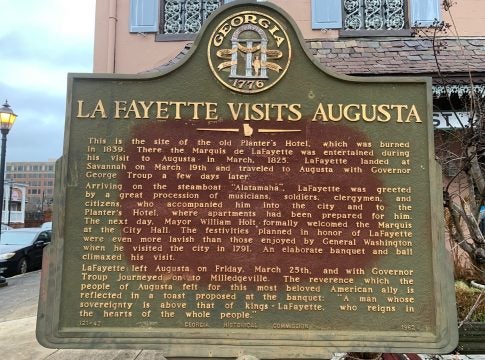 GEORGIA
1776
LA FAYETTE VISITS AUGUSTA
This is the site of the old Planter's Hotel, which was burned
in 1839. There, the Marquis de LaFayette was entertained during
his visit to Augusta in March, 1825. LaFayette landed at
Savannah on March 19th and traveled to Augusta with Governor
George Troup a few days later.
Arriving on the steamboat "Alatamaha", LaFayette was greeted
by a great procession of musicians, soldiers, clergymen, and
citizens, who accompanied him into the city and to the
Planter's Hotel, where apartments had been prepared for him.
The next day, Mayor William Holt formally welcomed the Marquis
at the City Hall. The festivities planned in honor of LaFayette
were even more lavish than those enjoyed by General Washington
when he visited the city in 1791. An elaborate banquet and ball
climaxed his visit.
LaFayette left Augusta on Friday, March 25th, and with Governor
Troup journeyed on to Milledgeville. The reverence which the
people of Augusta felt for this most beloved American ally is
reflected in a toast proposed at the banquet: "A man whose
sovereignty is above that of kings - LaFayette, who reigns in
the hearts of the whole people."
121-42 GEORGIA HISTORICAL COMMISSION 1962